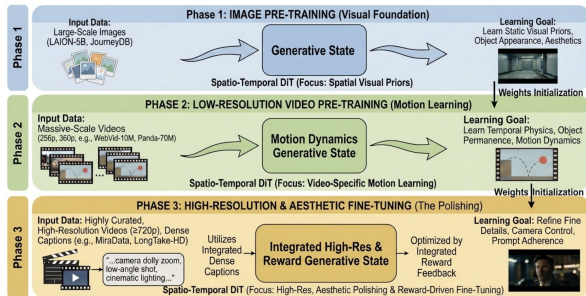 Phase 1
PHASE 1: IMAGE PRE-TRAINING (Visual Foundation)
Input Data:
Large-Scale Images
(LAION-5B, JourneyDB)
Generative State
Spatio-Temporal DiT (Focus: Spatial Visual Priors)
Learning Goal:
Learn Static Visual Priors,
Object Appearance, Aesthetics
Weights Initialization
Phase 2
PHASE 2: LOW-RESOLUTION VIDEO PRE-TRAINING (Motion Learning)
Input Data:
Massive-Scale Videos
(256p, 360p, e.g., WebVid-10M, Panda-70M)
...
Motion Dynamics
Generative State
Spatio-Temporal DiT (Focus: Video-Specific Motion Learning)
Learning Goal:
Learn Temporal Physics, Object
Permanence, Motion Dynamics
Weights Initialization
Phase 3
PHASE 3: HIGH-RESOLUTION & AESTHETIC FINE-TUNING (The Polishing)
Input Data: Highly Curated,
High-Resolution Videos (≥720p), Dense
Captions (e.g., MiraData, LongTake-HD)
"...camera dolly zoom,
low-angle shot,
cinematic lighting..."
Utilizes
Integrated
Dense
Captions
Integrated High-Res &
Reward Generative State
Optimized by
Integrated
Reward
Feedback
Spatio-Temporal DiT (Focus: High-Res, Aesthetic Polishing & Reward-Driven Fine-Tuning)
Learning Goal: Refine Fine
Details, Camera Control,
Prompt Adherence